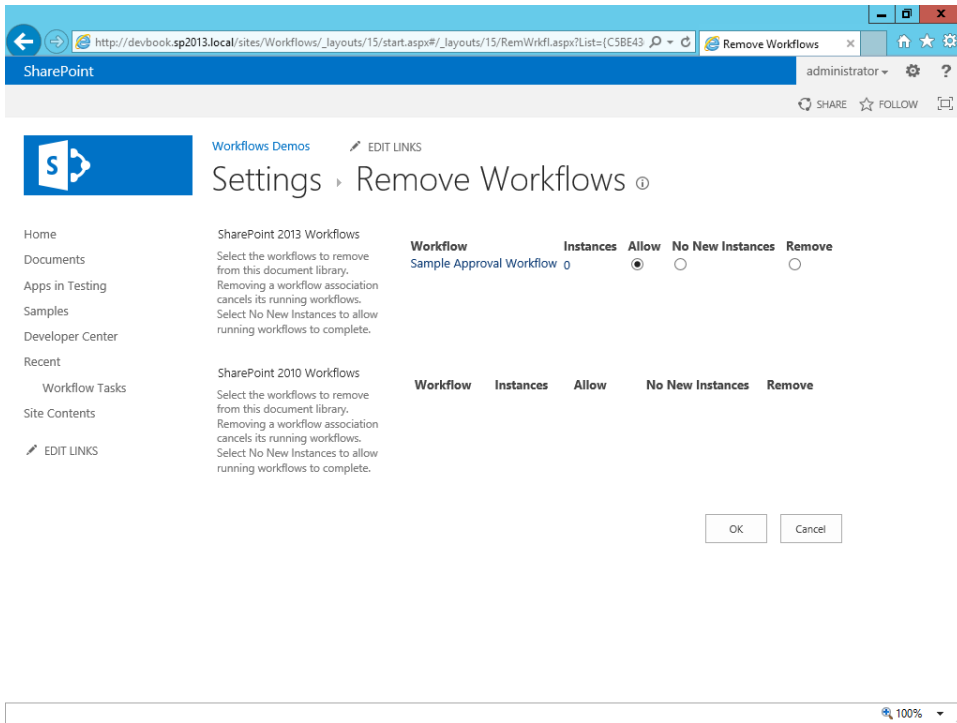 http://devbook.sp2013.local/sites/Workflows/_layouts/15/start.aspx#/_layouts/15/RemWrkfl.aspx?List={C5BE43
Remove Workflows
SharePoint
administrator
?
SHARE
FOLLOW
S
Workflows Demos
EDIT LINKS
Settings › Remove Workflows
Home
Documents
Apps in Testing
Samples
Developer Center
Recent
Workflow Tasks
Site Contents
EDIT LINKS
SharePoint 2013 Workflows
Select the workflows to remove
from this document library.
Removing a workflow association
cancels its running workflows.
Select No New Instances to allow
running workflows to complete.
Workflow Instances Allow No New Instances Remove
Sample Approval Workflow 0
SharePoint 2010 Workflows
Select the workflows to remove
from this document library.
Removing a workflow association
cancels its running workflows.
Select No New Instances to allow
running workflows to complete.
Workflow Instances Allow No New Instances Remove
OK
Cancel
100%